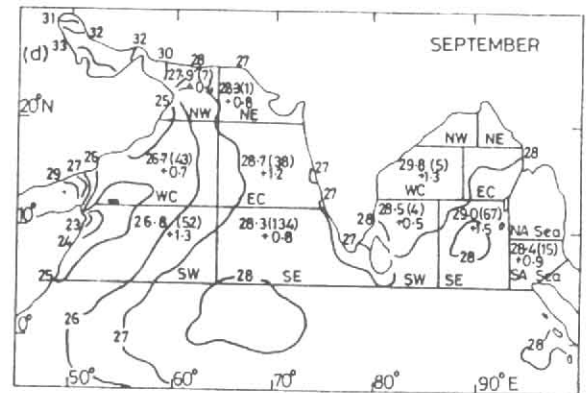 31
32
33
32
(d)
30
28
27
SEPTEMBER
27·9(7)
28·3(1)
+0·8
25
20°N
NW
NE
NW
NE
28
26·7(43)
+0·7
28·7(38)
+1·2
29·8(5)
+1·3
26
27
29
27
WC
EC
WC
EC
27
10°
23
24
26·8(52)
+1·3
28·3(134)
+0·8
28
28·5(4)
+0·5
29·0(67)
+1·5
27
28
NA Sea
28·4(15)
+0·9
SA Sea
25
SW
28
SE
SW
SE
0°
26
27
28
50°
60°
70°
80°
90°E